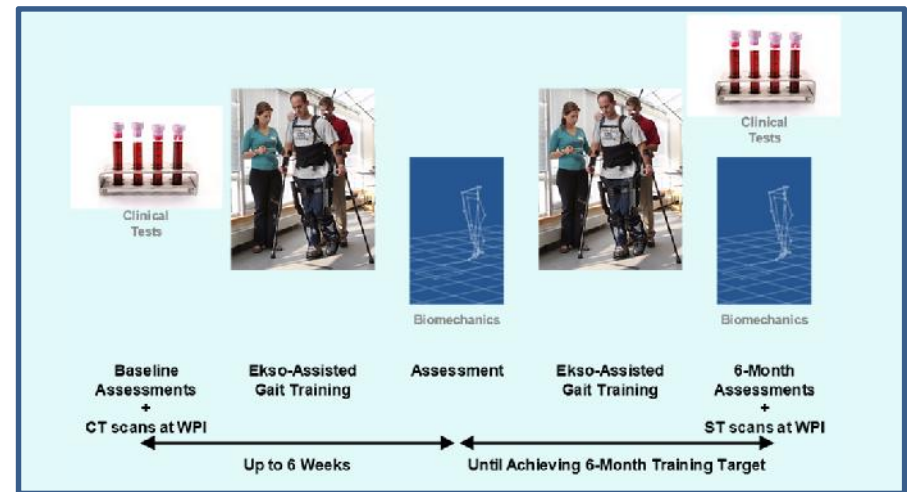 Clinical
Tests
Clinical
Tests
Biomechanics
Biomechanics
Baseline
Assessments
+
CT scans at WPI
Ekso-Assisted
Gait Training
Assessment
Ekso-Assisted
Gait Training
6-Month
Assessments
+
ST scans at WPI
Up to 6 Weeks
Until Achieving 6-Month Training Target